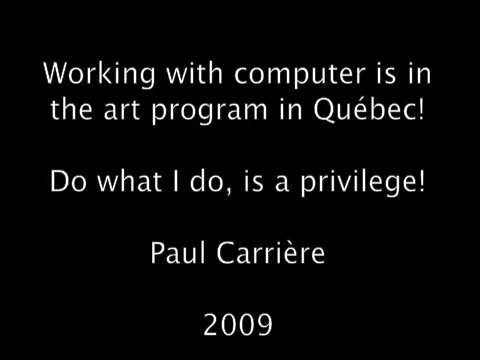 Working with computer is in
the art program in Québec!
Do what I do, is a privilege!
Paul Carrière
2009